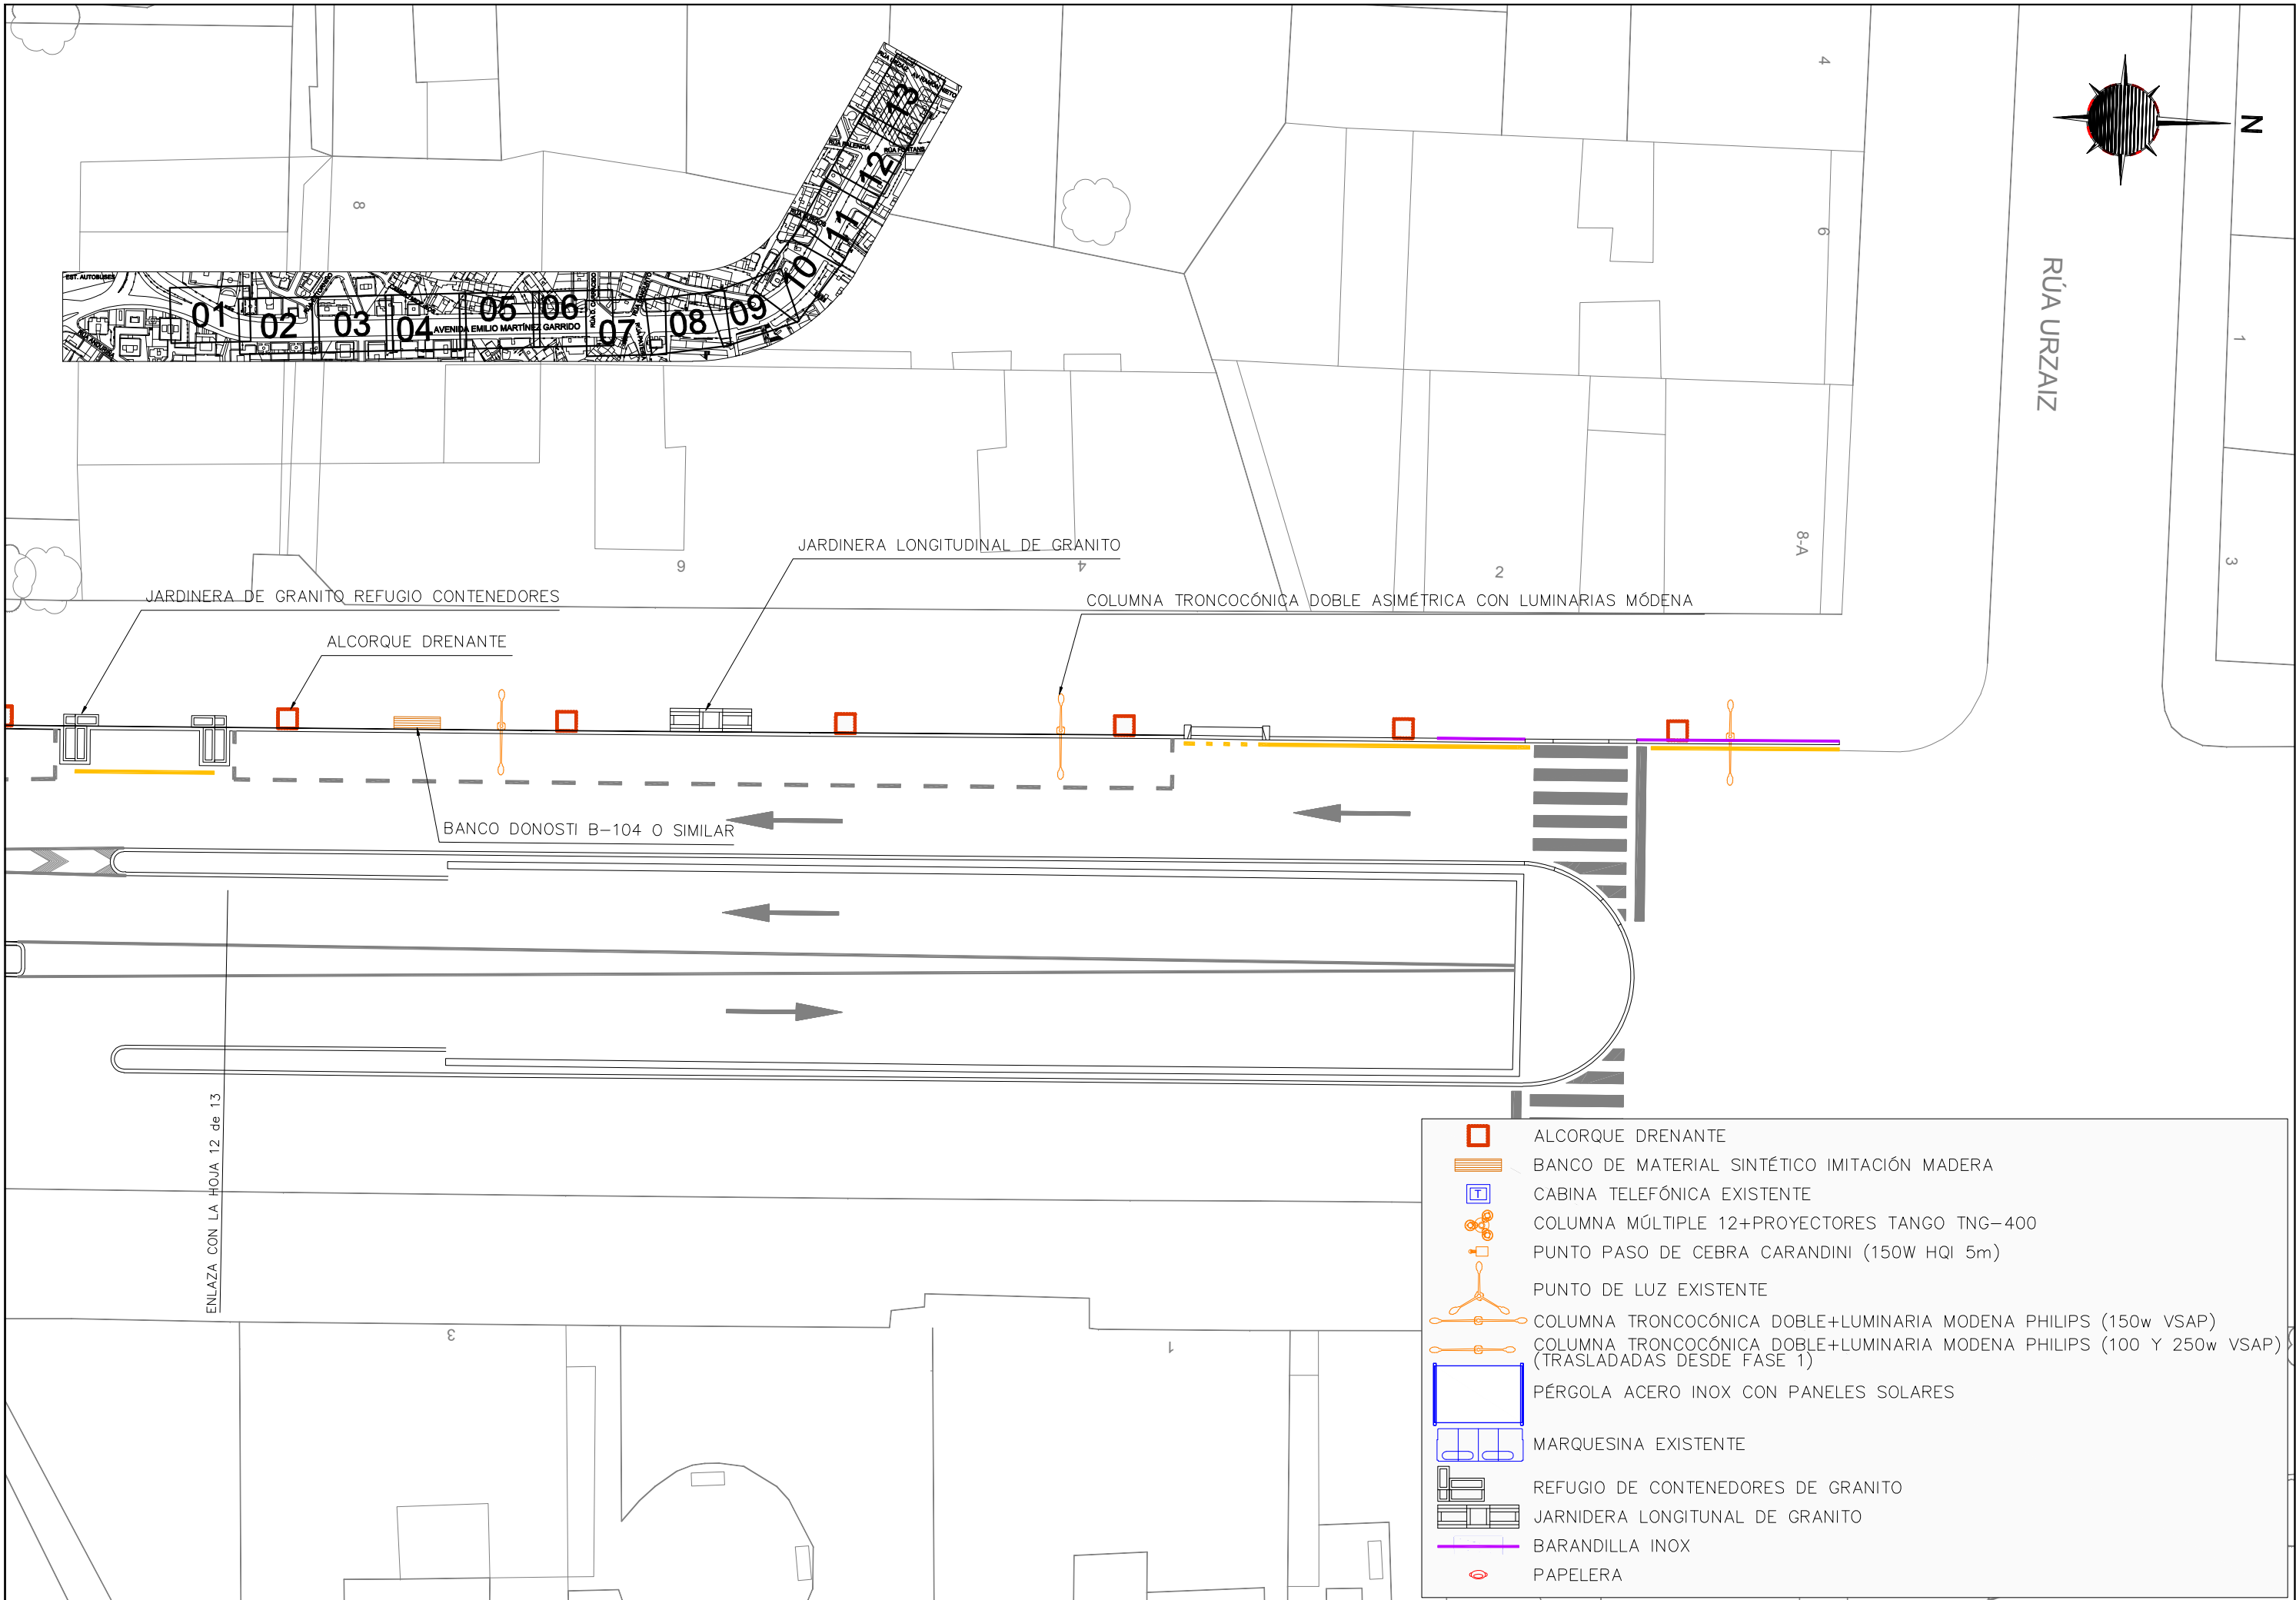 4
N
6
8
RÚA URZAIZ
1
3
8-A
2
4
6
RÚA PALENCIA
RÚA BURGOS
13
12
11
10
09
08
07
06
05
04
03
02
01
EST. AUTOBUSES
AVENIDA EMILIO MARTÍNEZ GARRIDO
JARDINERA LONGITUDINAL DE GRANITO
JARDINERA DE GRANITO REFUGIO CONTENEDORES
COLUMNA TRONCOCÓNICA DOBLE ASIMÉTRICA CON LUMINARIAS MÓDENA
ALCORQUE DRENANTE
BANCO DONOSTI B-104 O SIMILAR
ENLAZA CON LA HOJA 12 de 13
3
1
ALCORQUE DRENANTE
BANCO DE MATERIAL SINTÉTICO IMITACIÓN MADERA
T
CABINA TELEFÓNICA EXISTENTE
COLUMNA MÚLTIPLE 12+PROYECTORES TANGO TNG-400
PUNTO PASO DE CEBRA CARANDINI (150W HQI 5m)
PUNTO DE LUZ EXISTENTE
COLUMNA TRONCOCÓNICA DOBLE+LUMINARIA MODENA PHILIPS (150w VSAP)
COLUMNA TRONCOCÓNICA DOBLE+LUMINARIA MODENA PHILIPS (100 Y 250w VSAP)
(TRASLADADAS DESDE FASE 1)
PÉRGOLA ACERO INOX CON PANELES SOLARES
MARQUESINA EXISTENTE
REFUGIO DE CONTENEDORES DE GRANITO
JARNIDERA LONGITUNAL DE GRANITO
BARANDILLA INOX
PAPELERA